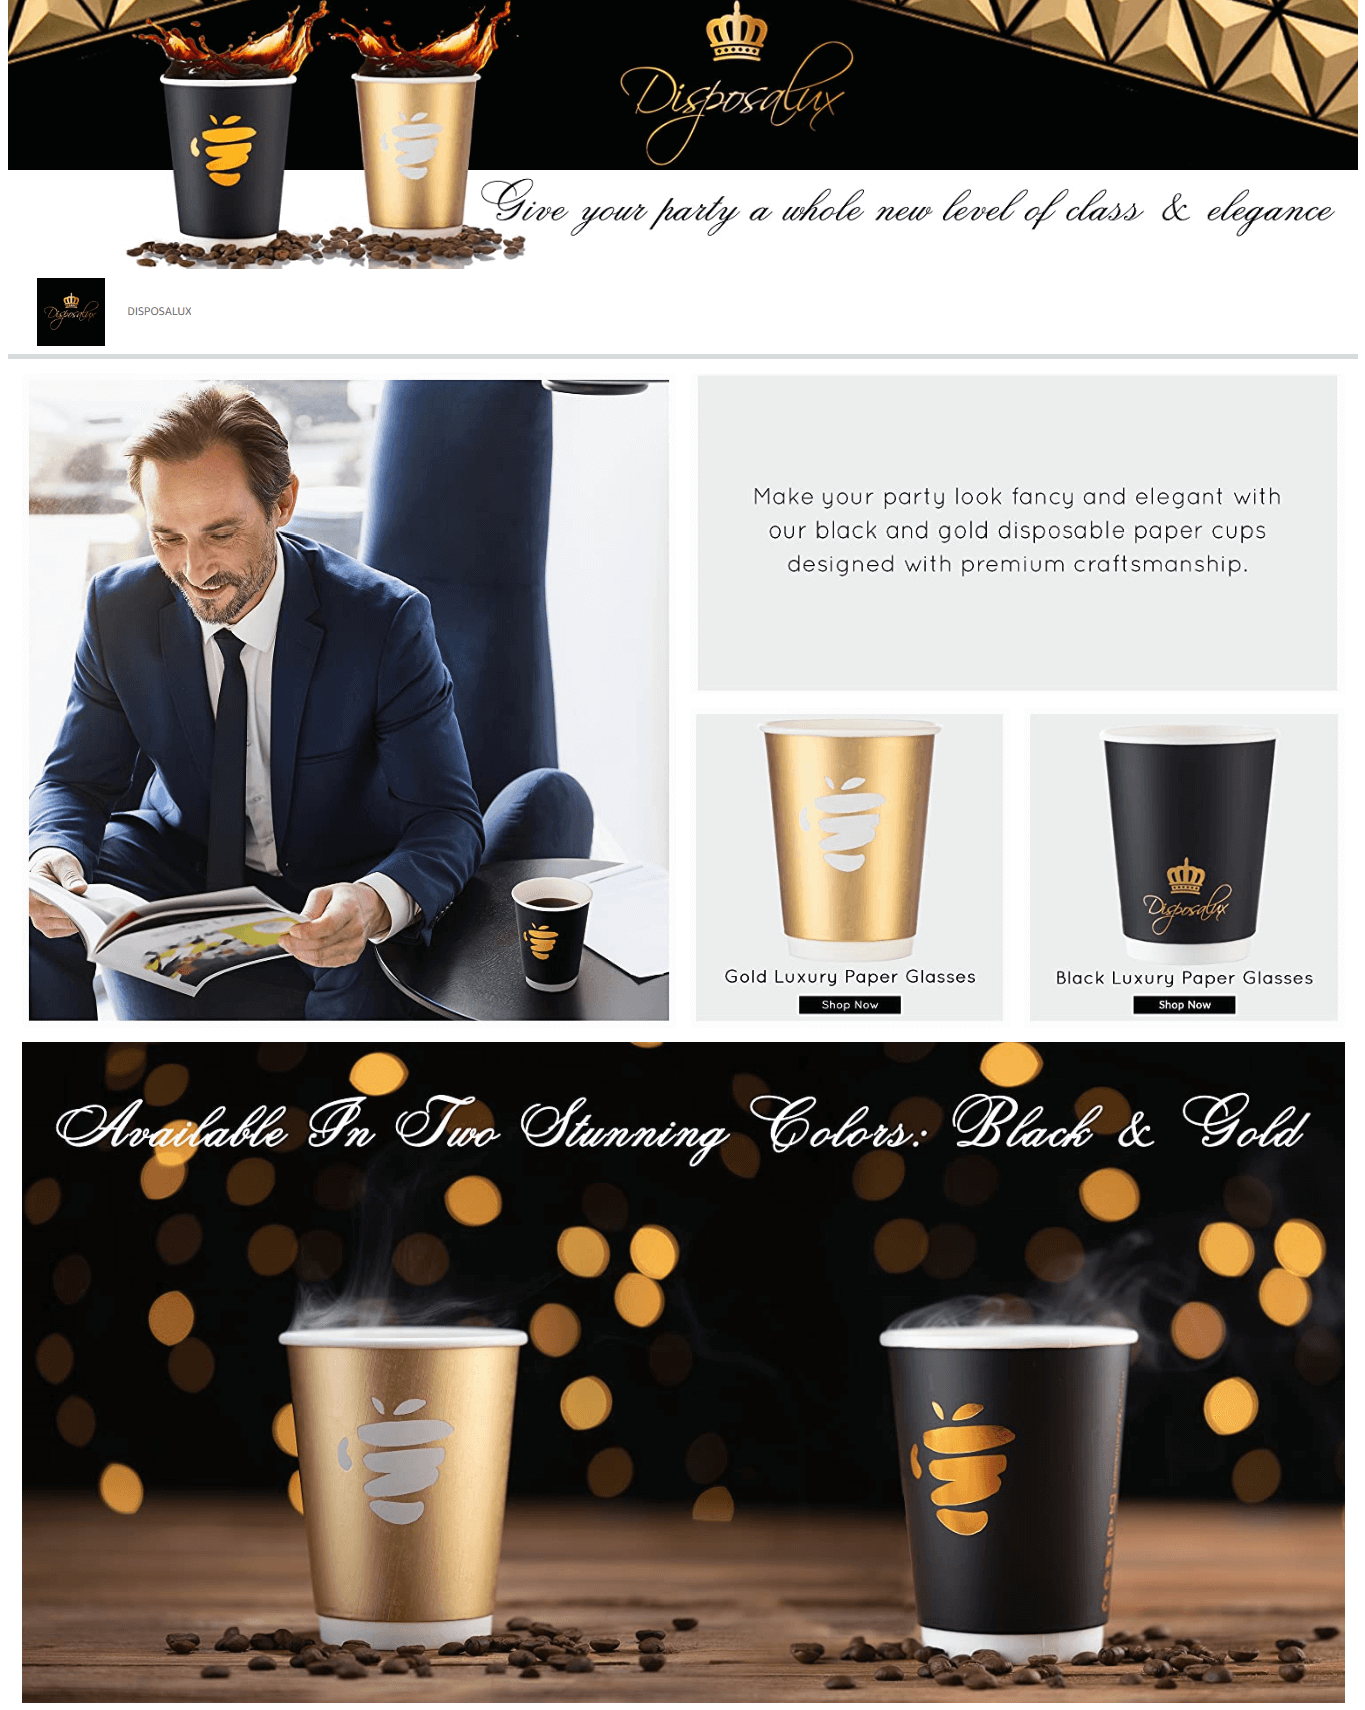 Disposalux
Give your party a whole new level of class & elegance
Disposalux
DISPOSALUX
Make your party look fancy and elegant with
our black and gold disposable paper cups
designed with premium craftsmanship.
Disposalux
Gold Luxury Paper Glasses
Shop Now
Black Luxury Paper Glasses
Shop Now
Available In Two Stunning Colors: Black & Gold